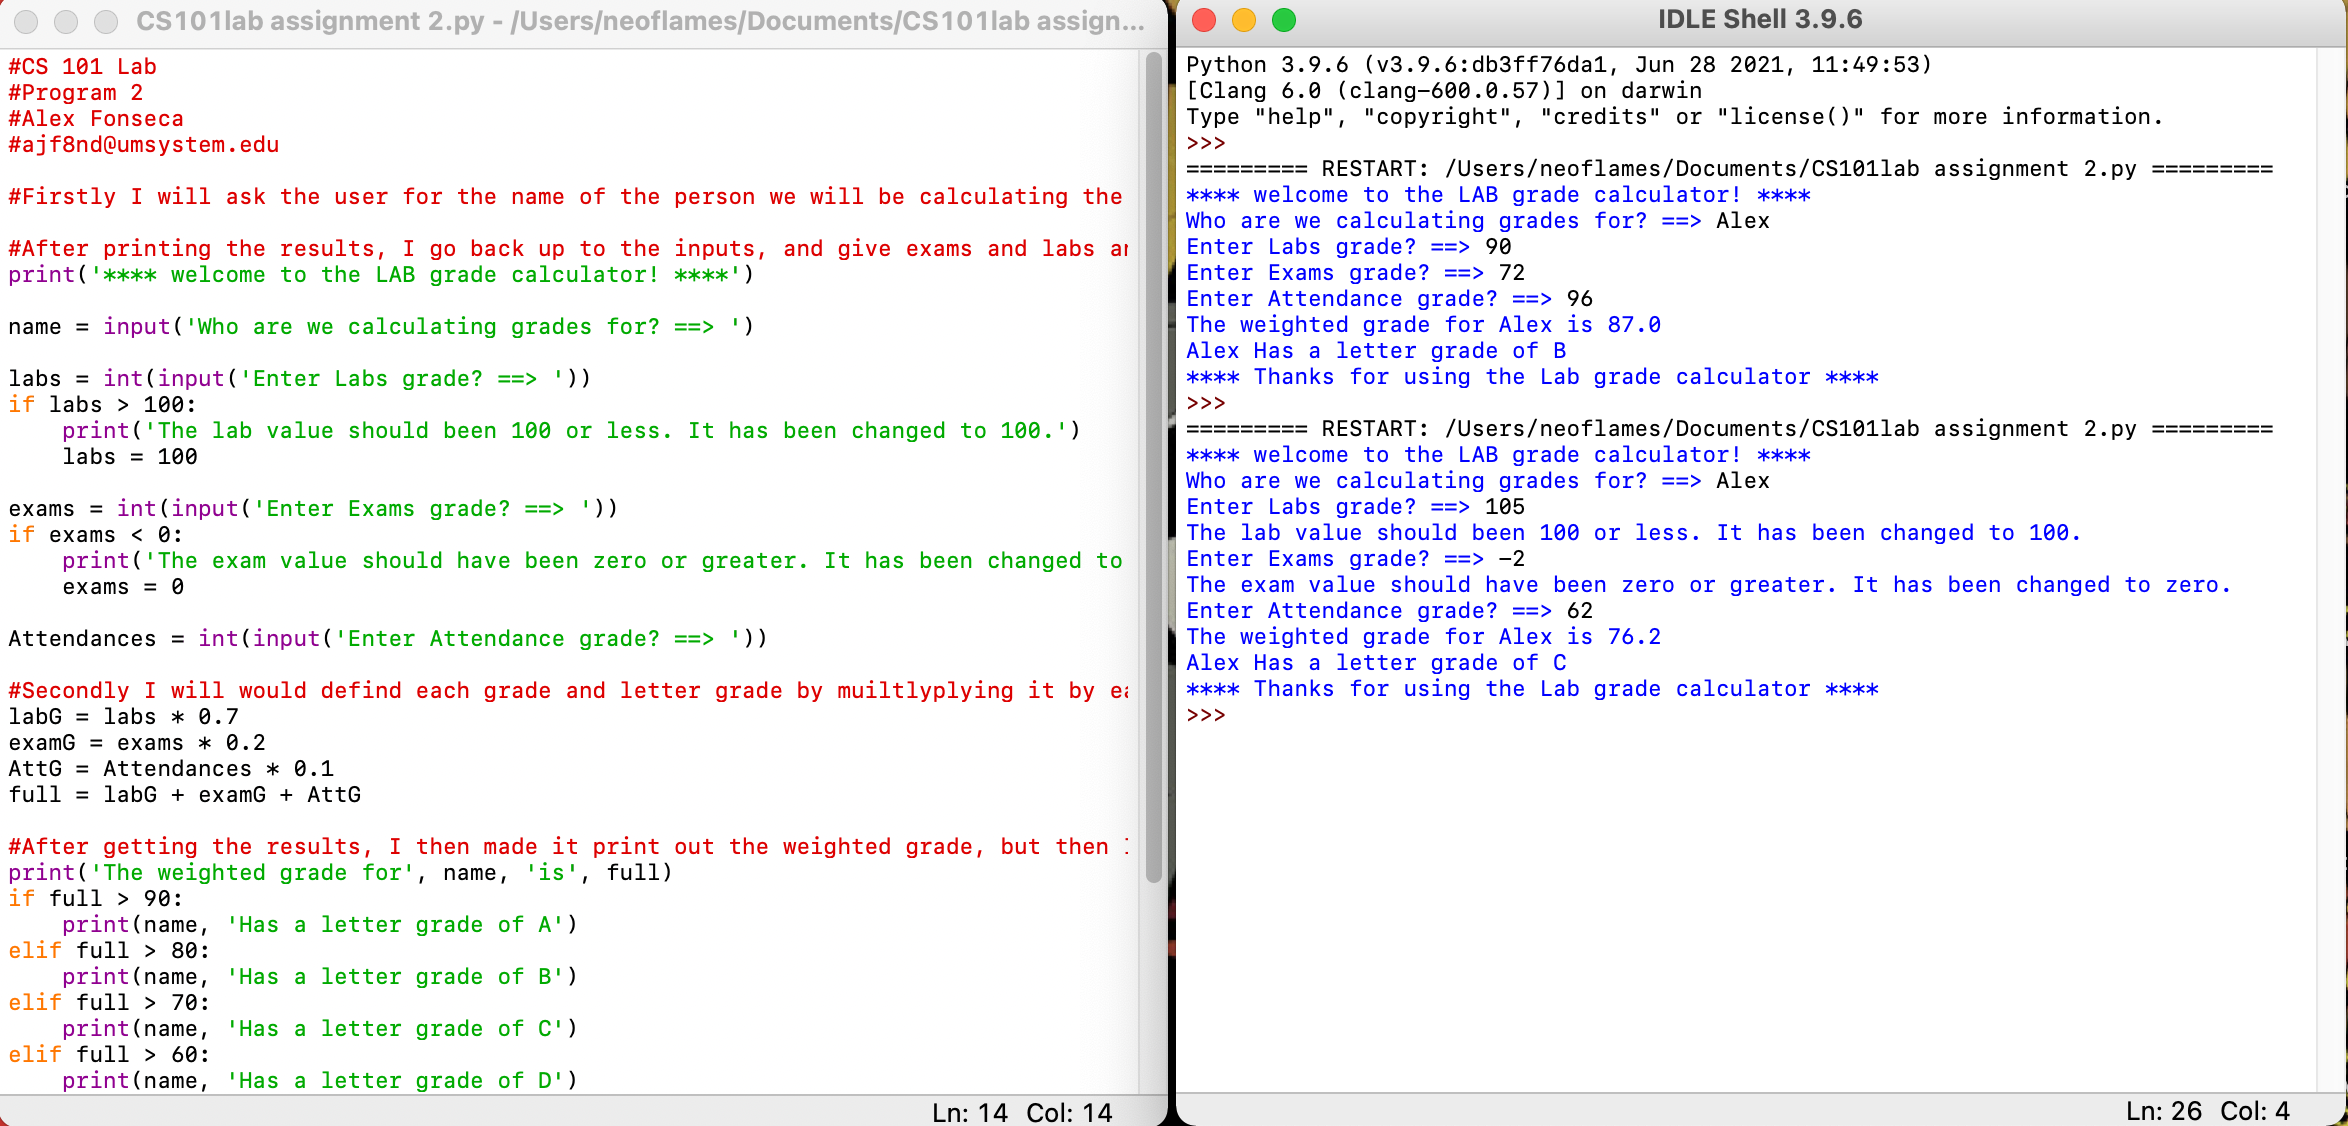 CS101lab assignment 2.py - /Users/neoflames/Documents/CS101lab assign...
#CS 101 Lab
#Program 2
#Alex Fonseca
#ajf8nd@umsystem.edu
#Firstly I will ask the user for the name of the person we will be calculating the
#After printing the results, I go back up to the inputs, and give exams and labs
print('**** welcome to the LAB grade calculator! ****')
name = input('Who are we calculating grades for? ==> ')
labs = int(input('Enter Labs grade? ==> '))
if labs > 100:
    print('The lab value should been 100 or less. It has been changed to 100.')
    labs = 100
exams = int(input('Enter Exams grade? ==> '))
if exams < 0:
    print('The exam value should have been zero or greater. It has been changed to
    exams = 0
Attendances = int(input('Enter Attendance grade? ==> '))
#Secondly I will would defind each grade and letter grade by muiltlyplying it by
labG = labs * 0.7
examG = exams * 0.2
AttG = Attendances * 0.1
full = labG + examG + AttG
#After getting the results, I then made it print out the weighted grade, but then
print('The weighted grade for', name, 'is', full)
if full > 90:
    print(name, 'Has a letter grade of A')
elif full > 80:
    print(name, 'Has a letter grade of B')
elif full > 70:
    print(name, 'Has a letter grade of C')
elif full > 60:
    print(name, 'Has a letter grade of D')
Ln: 14 Col: 14
IDLE Shell 3.9.6
Python 3.9.6 (v3.9.6:db3ff76da1, Jun 28 2021, 11:49:53)
[Clang 6.0 (clang-600.0.57)] on darwin
Type "help", "copyright", "credits" or "license()" for more information.
>>>
========= RESTART: /Users/neoflames/Documents/CS101lab assignment 2.py =========
**** welcome to the LAB grade calculator! ****
Who are we calculating grades for? ==> Alex
Enter Labs grade? ==> 90
Enter Exams grade? ==> 72
Enter Attendance grade? ==> 96
The weighted grade for Alex is 87.0
Alex Has a letter grade of B
**** Thanks for using the Lab grade calculator ****
>>>
========= RESTART: /Users/neoflames/Documents/CS101lab assignment 2.py =========
**** welcome to the LAB grade calculator! ****
Who are we calculating grades for? ==> Alex
Enter Labs grade? ==> 105
The lab value should been 100 or less. It has been changed to 100.
Enter Exams grade? ==> -2
The exam value should have been zero or greater. It has been changed to zero.
Enter Attendance grade? ==> 62
The weighted grade for Alex is 76.2
Alex Has a letter grade of C
**** Thanks for using the Lab grade calculator ****
>>>
Ln: 26 Col: 4